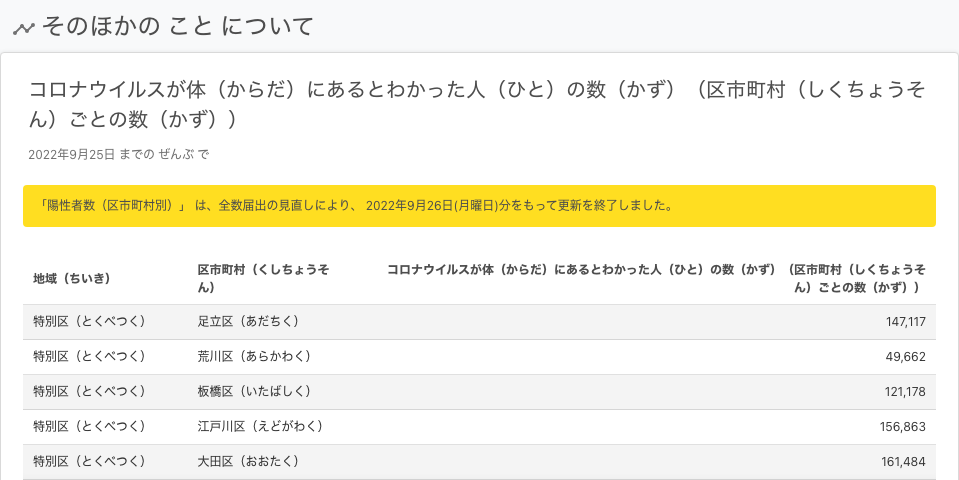 そのほかの こと について
コロナウイルスが体（からだ）にあるとわかった人（ひと）の数（かず）（区市町村（しくちょうそ
ん）ごとの数（かず））
2022年9月25日 までの ぜんぶ で
「陽性者数（区市町村別）」 は、全数届出の見直しにより、 2022年9月26日(月曜日)分をもって更新を終了しました。
地域（ちいき） 区市町村（くしちょうそ コロナウイルスが体（からだ）にあるとわかった人（ひと）の数（かず）（区市町村（しくちょうそ
ん） ん）ごとの数（かず））
特別区（とくべつく） 足立区（あだちく） 147,117
特別区（とくべつく） 荒川区（あらかわく） 49,662
特別区（とくべつく） 板橋区（いたばしく） 121,178
特別区（とくべつく） 江戸川区（えどがわく） 156,863
特別区（とくべつく） 大田区（おおたく） 161,484